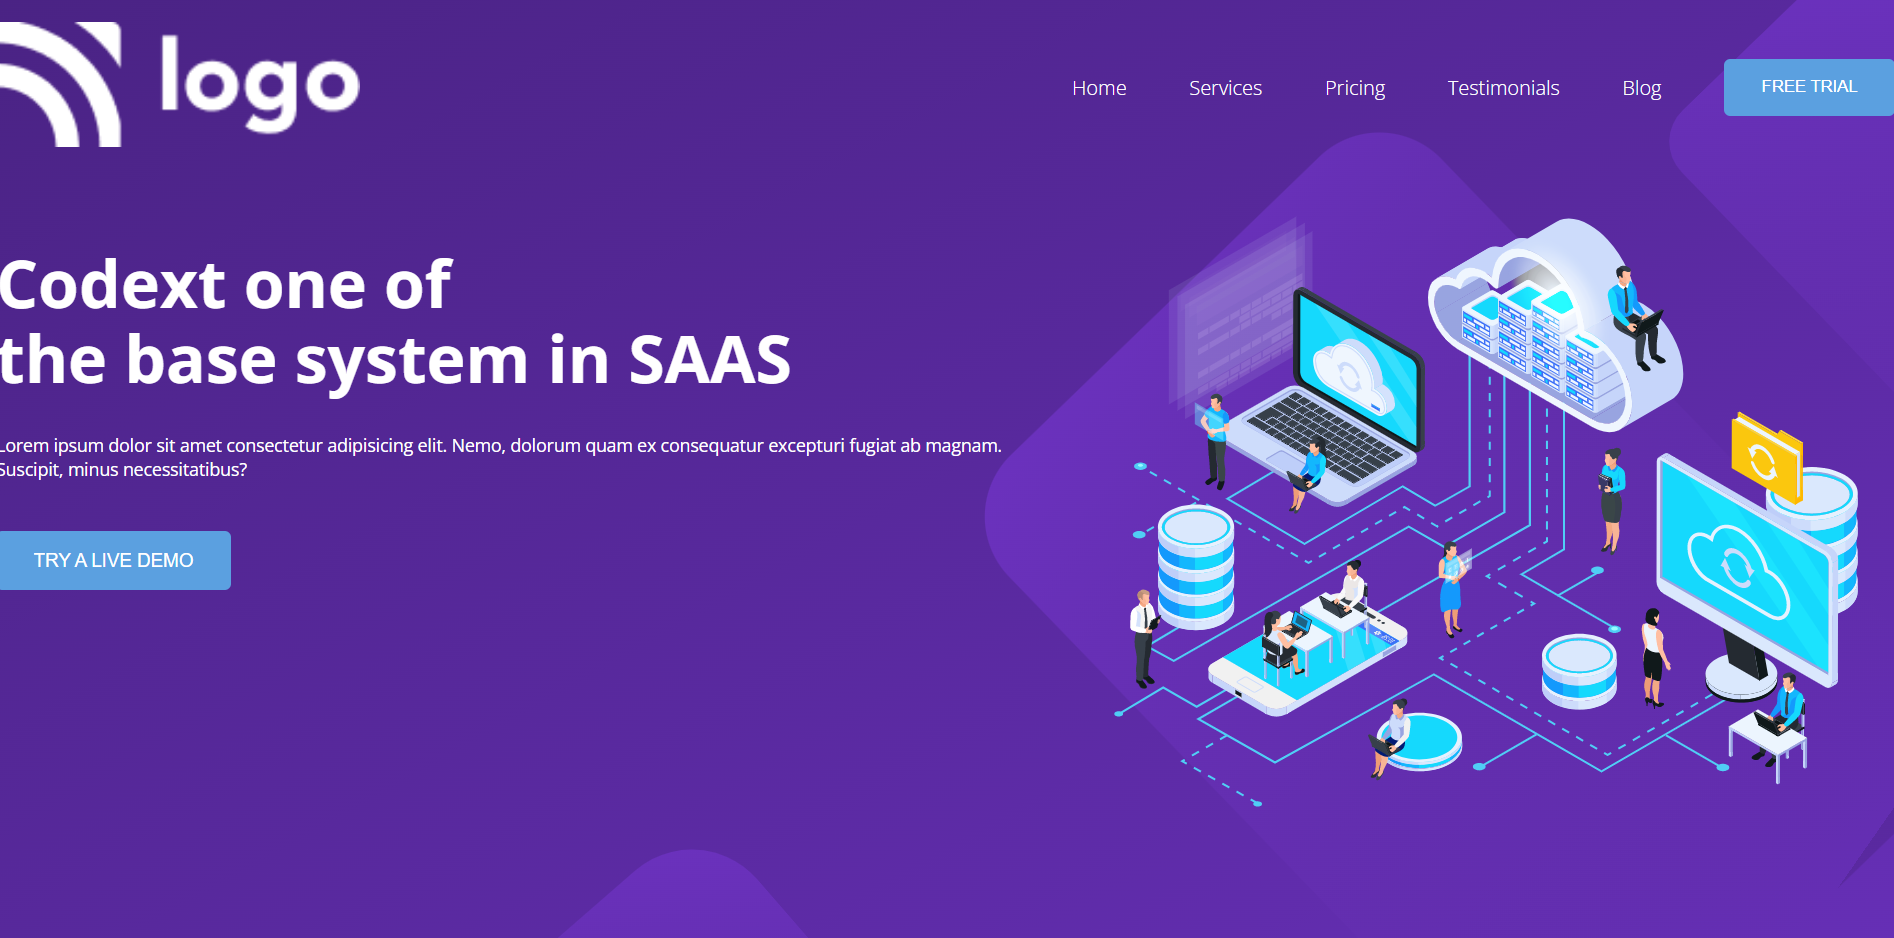 logo
Home
Services
Pricing
Testimonials
Blog
FREE TRIAL
Codext one of
the base system in SAAS
Lorem ipsum dolor sit amet consectetur adipisicing elit. Nemo, dolorum quam ex consequatur excepturi fugiat ab magnam.
Suscipit, minus necessitatibus?
TRY A LIVE DEMO